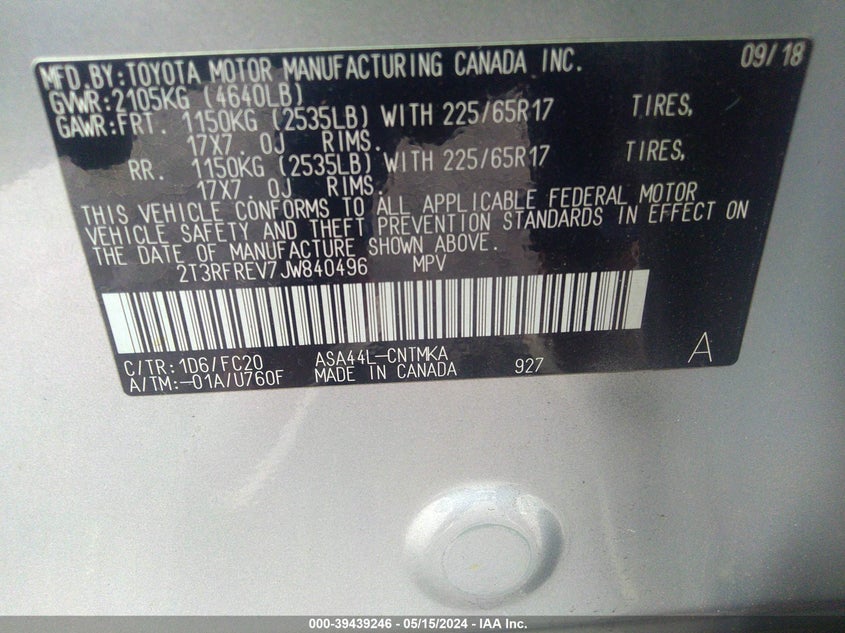 MFD.BY:TOYOTA MOTOR MANUFACTURING CANADA INC. 09/18
GVWR:2105KG (4640LB)
GAWR:FRT. 1150KG (2535LB) WITH 225/65R17 TIRES,
17X7.0J RIMS.
RR. 1150KG (2535LB) WITH 225/65R17 TIRES,
17X7.0J RIMS.
THIS VEHICLE CONFORMS TO ALL APPLICABLE FEDERAL MOTOR
VEHICLE SAFETY AND THEFT PREVENTION STANDARDS IN EFFECT ON
THE DATE OF MANUFACTURE SHOWN ABOVE.
2T3RFREV7JW840496 MPV
C/TR:1D6/FC20 ASA44L-CNTMKA
A/TM:-01A/U760F MADE IN CANADA 927 A
000-39439246 - 05/15/2024 - IAA Inc.